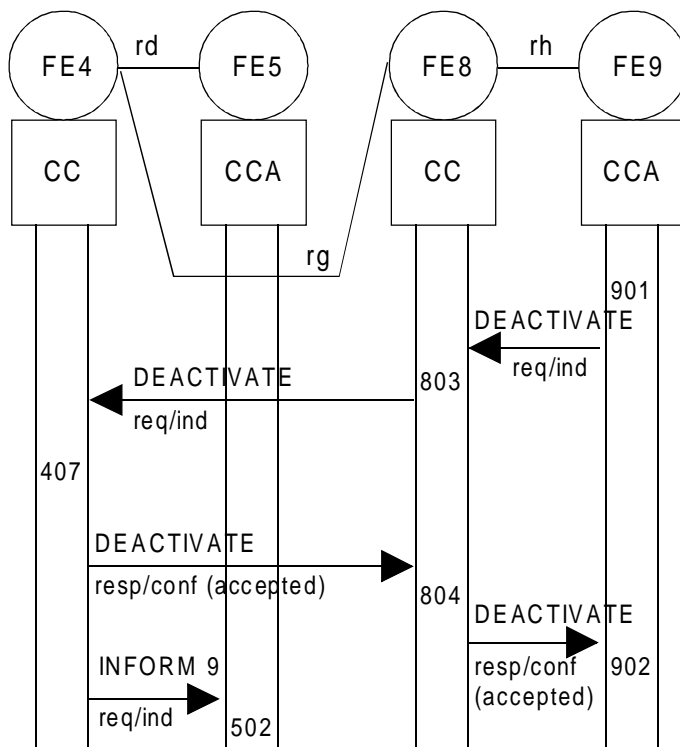 FE4 rd FE5 FE8 rh FE9
CC CCA CC CCA
rg
901
DEACTIVATE
req/ind
DEACTIVATE
803
req/ind
407
DEACTIVATE
resp/conf (accepted)
804
DEACTIVATE
INFORM 9
resp/conf
902
(accepted)
req/ind
502